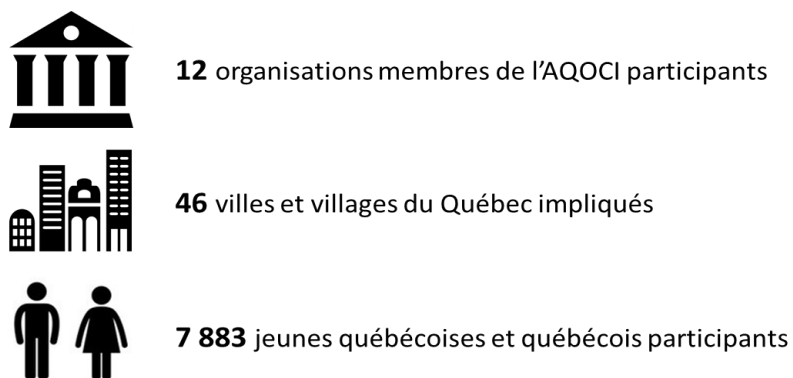 12 organisations membres de l'AQOCI participants
46 villes et villages du Québec impliqués
7 883 jeunes québécoises et québécois participants